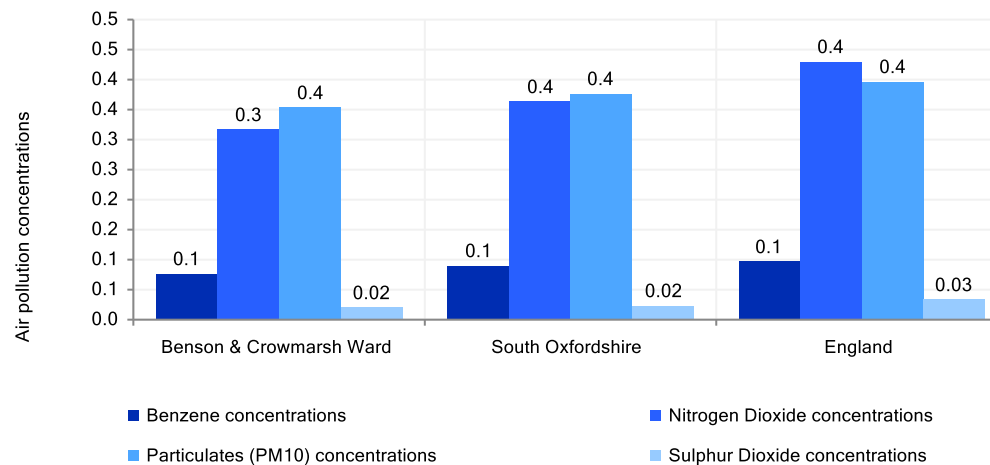 Air pollution concentrations
0.5
0.5
0.4
0.4
0.3
0.3
0.2
0.2
0.1
0.1
0.0
0.1
0.3
0.4
0.02
0.1
0.4
0.4
0.02
0.1
0.4
0.4
0.03
Benson & Crowmarsh Ward
South Oxfordshire
England
Benzene concentrations
Nitrogen Dioxide concentrations
Particulates (PM10) concentrations
Sulphur Dioxide concentrations